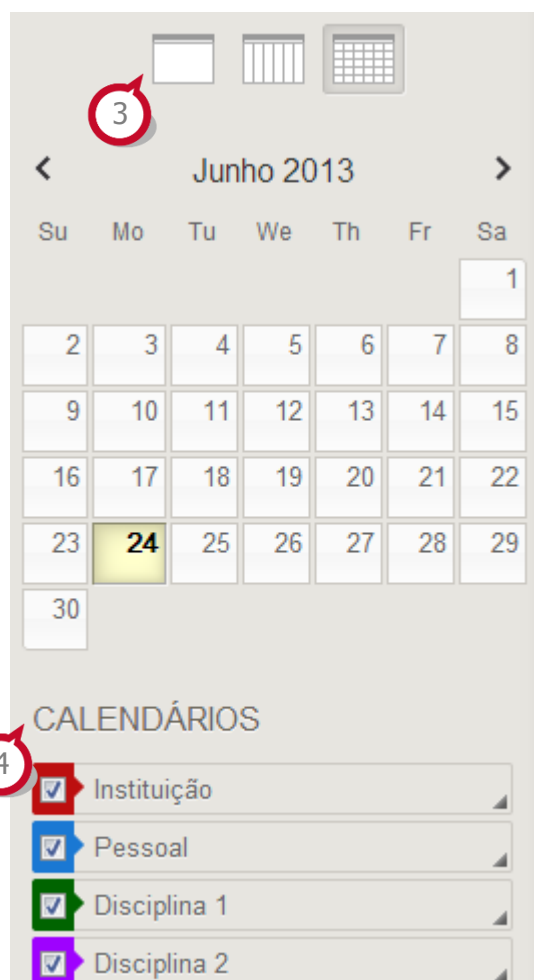 3
Junho 2013
Su Mo Tu We Th Fr Sa
1
2 3 4 5 6 7 8
9 10 11 12 13 14 15
16 17 18 19 20 21 22
23 24 25 26 27 28 29
30
CALENDÁRIOS
4
Instituição
Pessoal
Disciplina 1
Disciplina 2